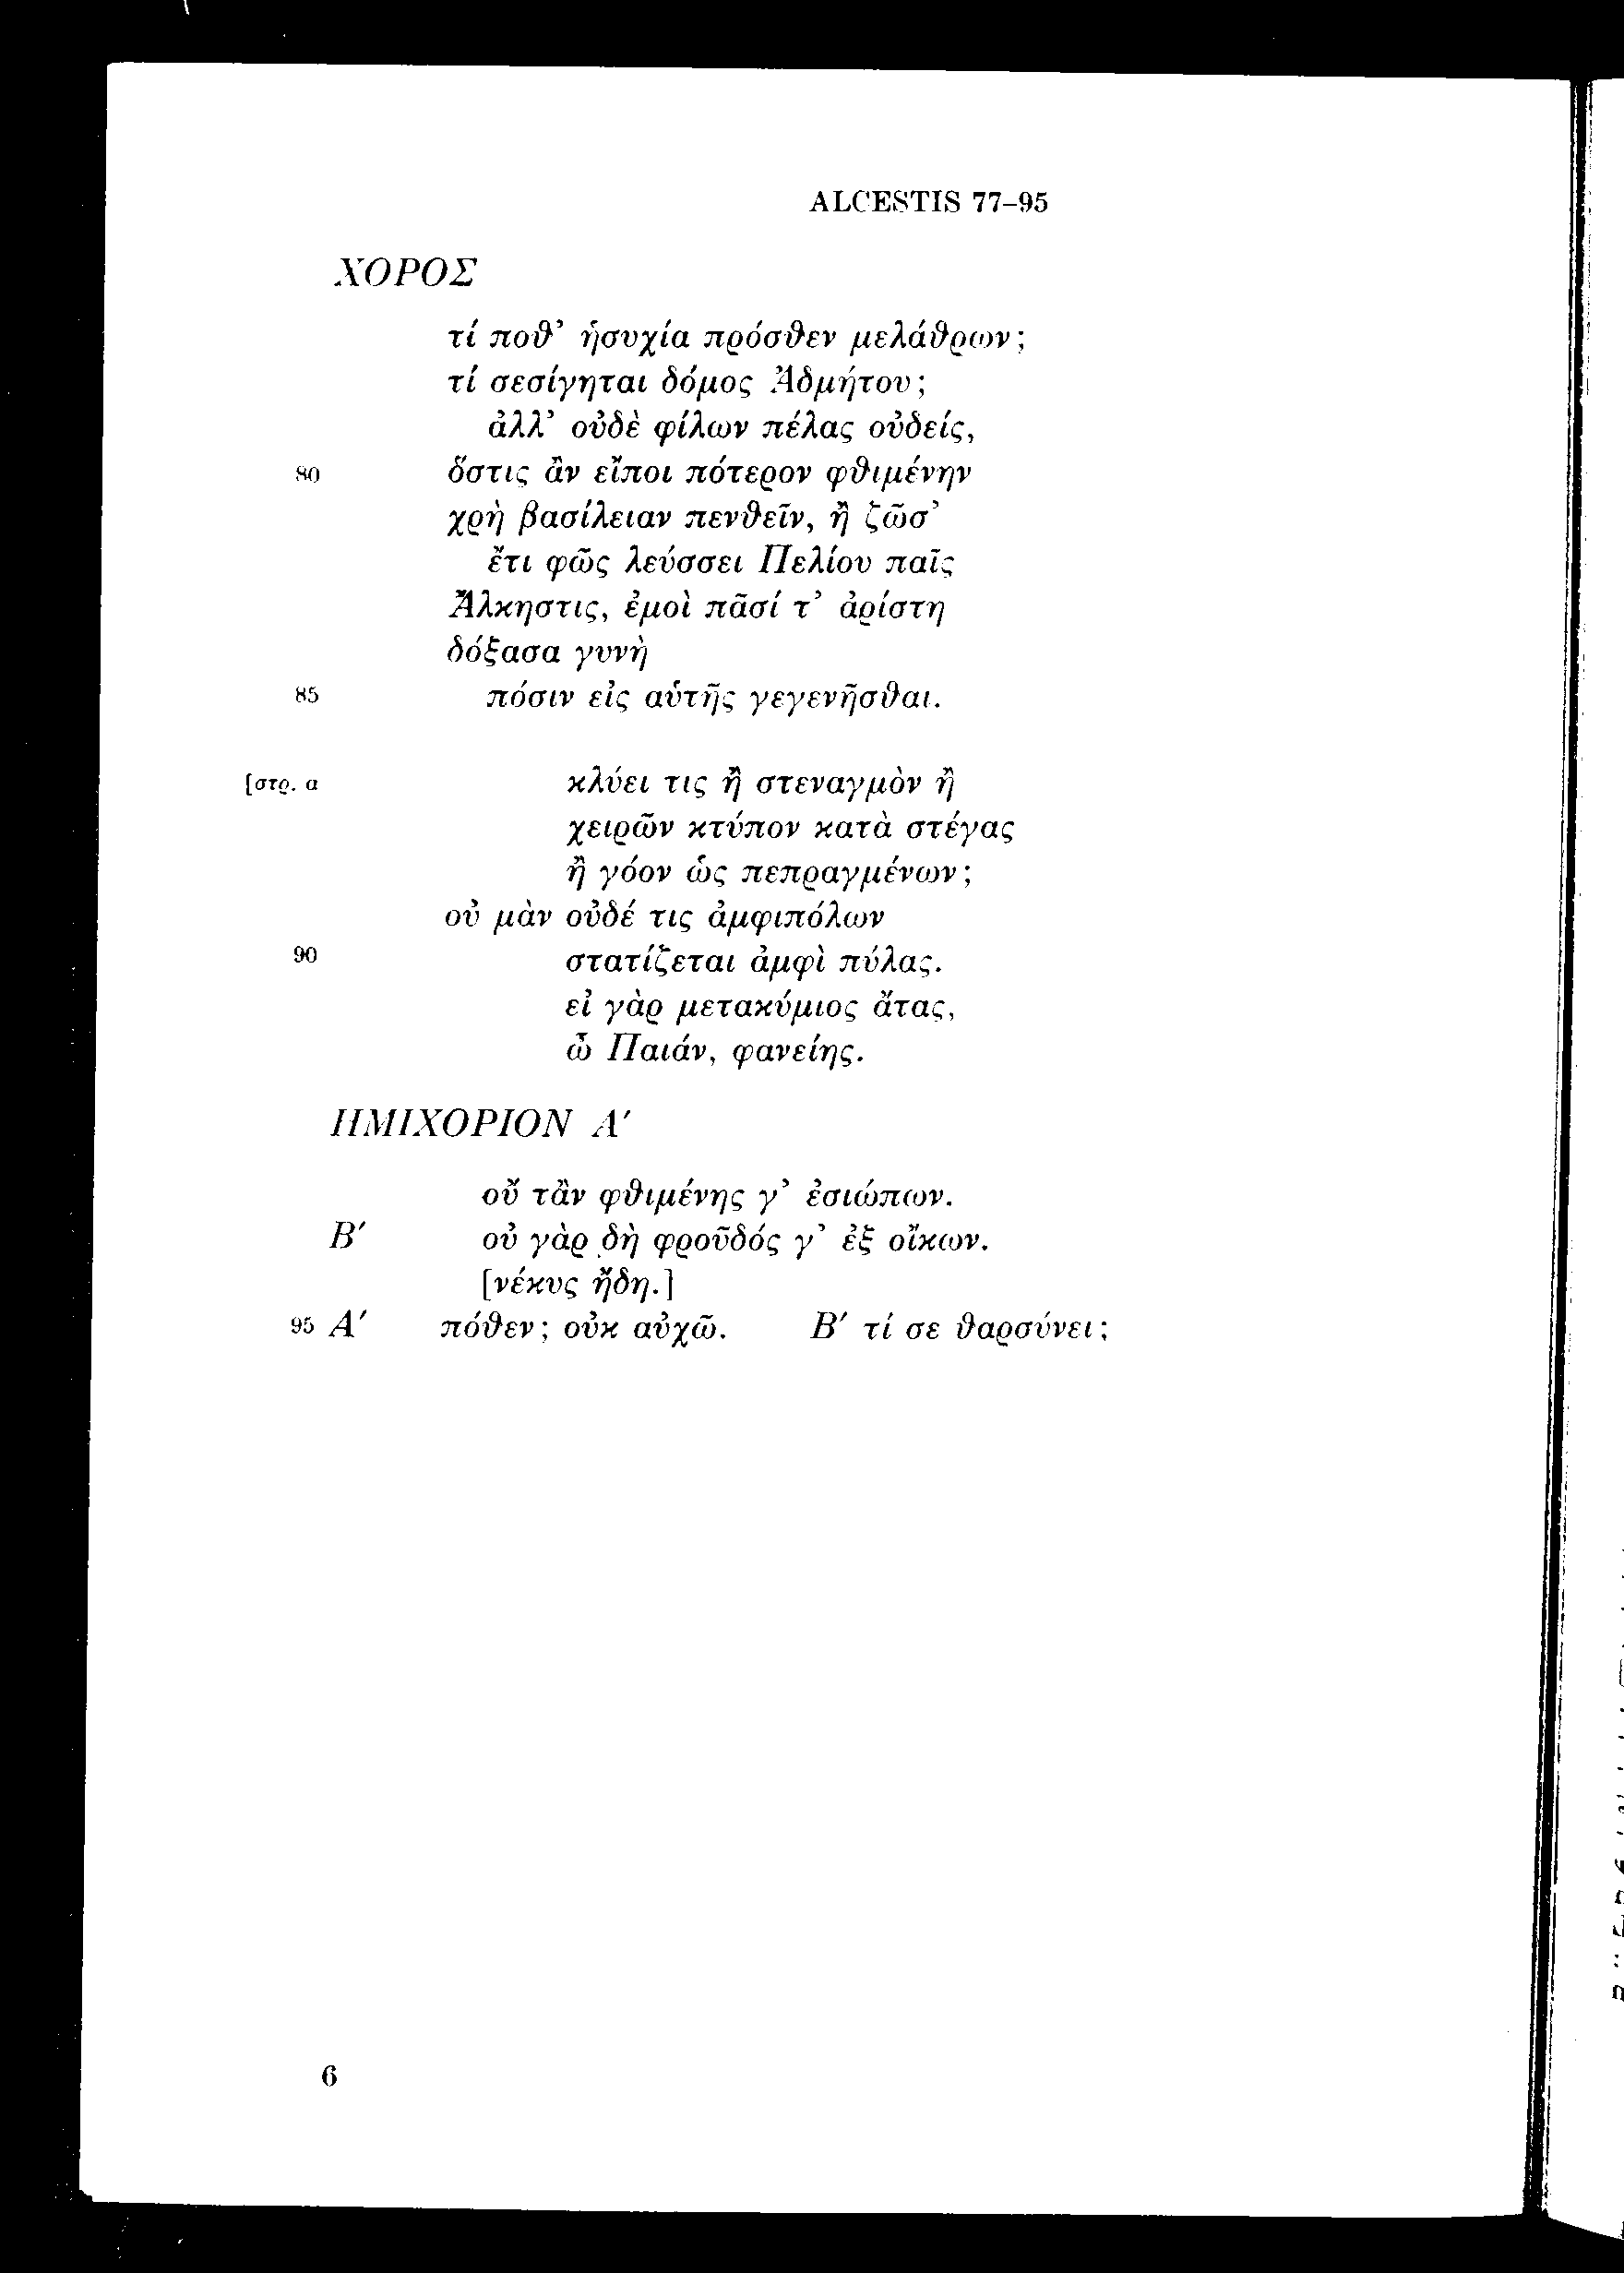 ALCESTIS 77–95
ΧΟΡΟΣ
τί ποθ’ ἡσυχία πρόσθεν μελάθρων;
τί σεσίγηται δόμος Ἀδμήτου;
ἀλλ’ οὐδὲ φίλων πέλας οὐδείς,
80 ὅστις ἂν εἴποι πότερον φθιμένην
χρὴ βασίλειαν πενθεῖν, ἢ ζῶσ’
ἔτι φῶς λεύσσει Πελίου παῖς
Ἄλκηστις, ἐμοὶ πᾶσί τ’ ἀρίστη
δόξασα γυνὴ
85 πόσιν εἰς αὑτῆς γεγενῆσθαι.
[στρ. α κλύει τις ἢ στεναγμὸν ἢ
χειρῶν κτύπον κατὰ στέγας
ἢ γόον ὡς πεπραγμένων;
οὐ μὰν οὐδέ τις ἀμφιπόλων
90 στατίζεται ἀμφὶ πύλας.
εἰ γὰρ μετακύμιος ἄτας,
ὦ Παιάν, φανείης.
ΗΜΙΧΟΡΙΟΝ Α′
οὔ τἂν φθιμένης γ’ ἐσιώπων.
Β′ οὐ γὰρ δὴ φροῦδός γ’ ἐξ οἴκων.
[νέκυς ἤδη.]
95 Α′ πόθεν; οὐκ αὐχῶ. Β′ τί σε θαρσύνει;
6